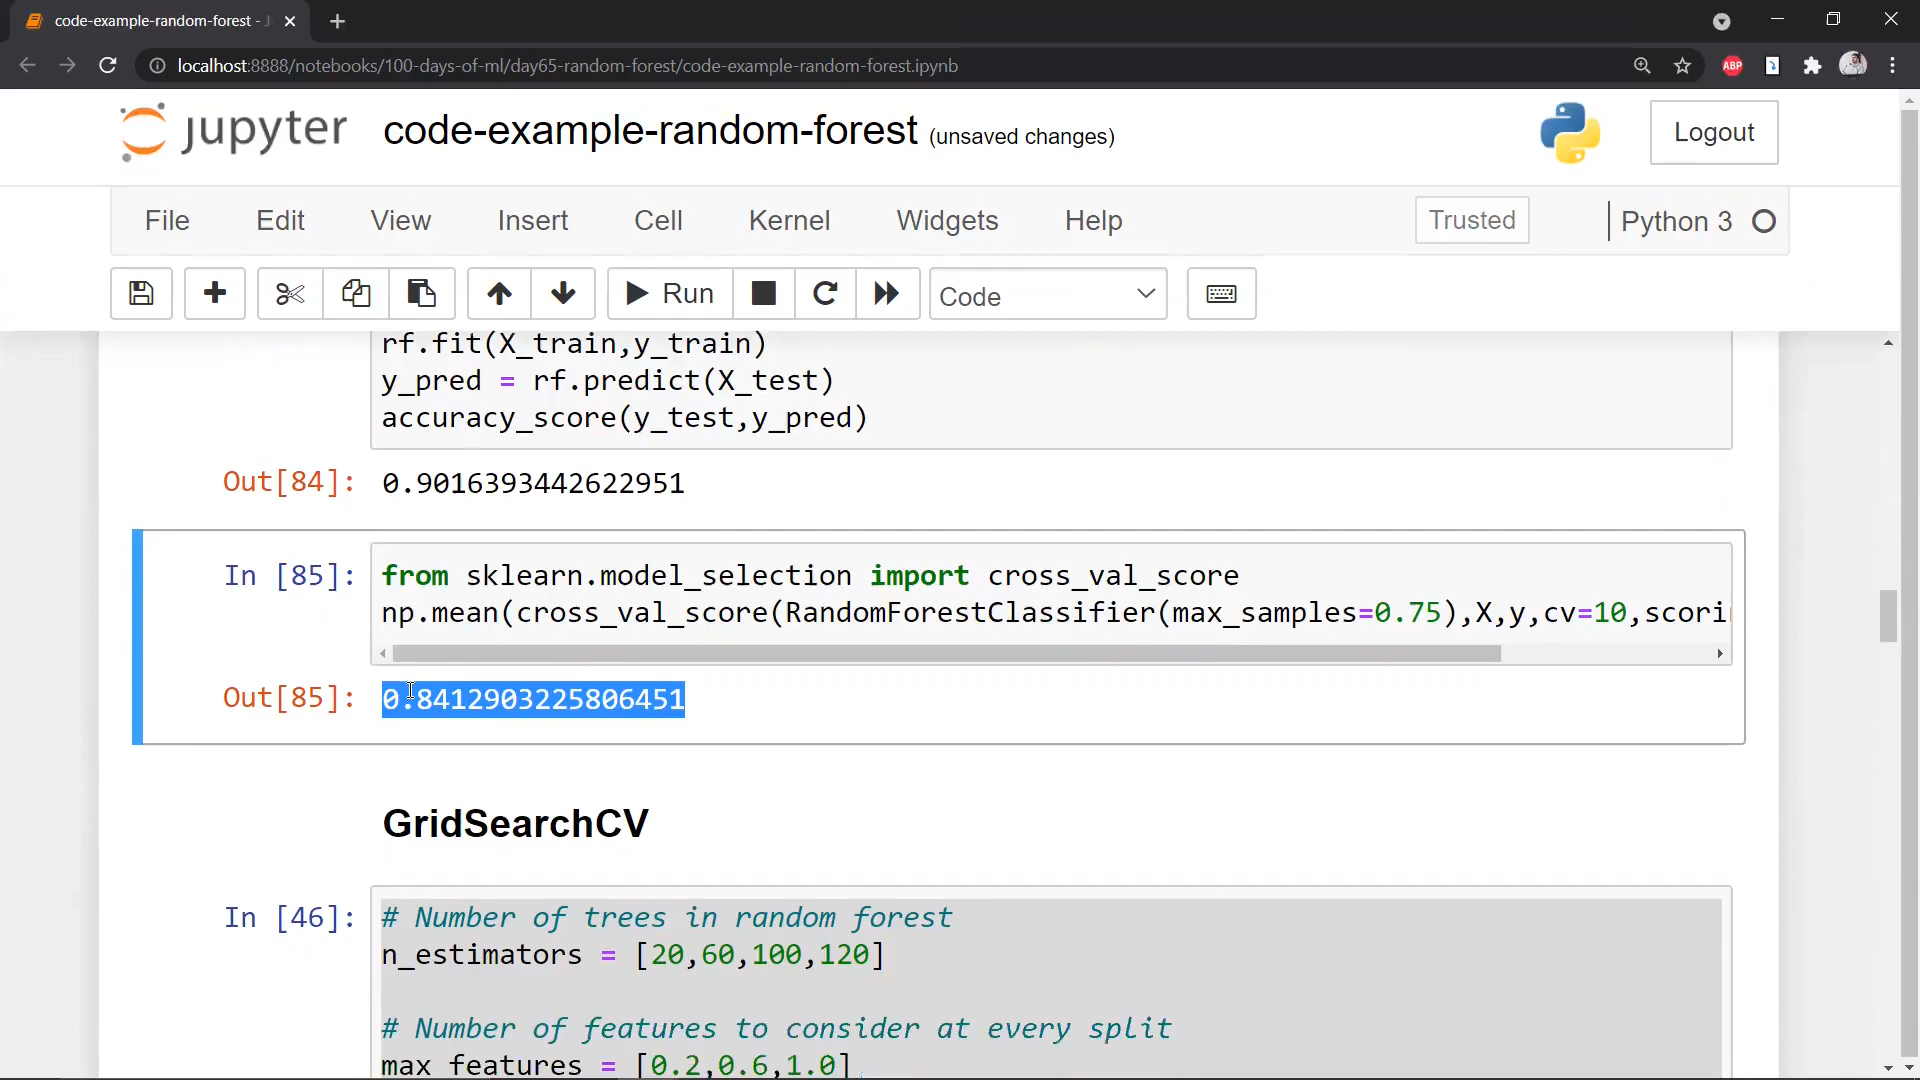 code-example-random-forest - J
localhost:8888/notebooks/100-days-of-ml/day65-random-forest/code-example-random-forest.ipynb
ABP
jupyter code-example-random-forest (unsaved changes)
Logout
File Edit View Insert Cell Kernel Widgets Help Trusted Python 3
Run Code
rf.fit(X_train,y_train)
y_pred = rf.predict(X_test)
accuracy_score(y_test,y_pred)
Out[84]: 0.9016393442622951
In [85]: from sklearn.model_selection import cross_val_score
np.mean(cross_val_score(RandomForestClassifier(max_samples=0.75),X,y,cv=10,scori
Out[85]: 0.8412903225806451
GridSearchCV
In [46]: # Number of trees in random forest
n_estimators = [20,60,100,120]
# Number of features to consider at every split
max_features = [0.2,0.6,1.0]